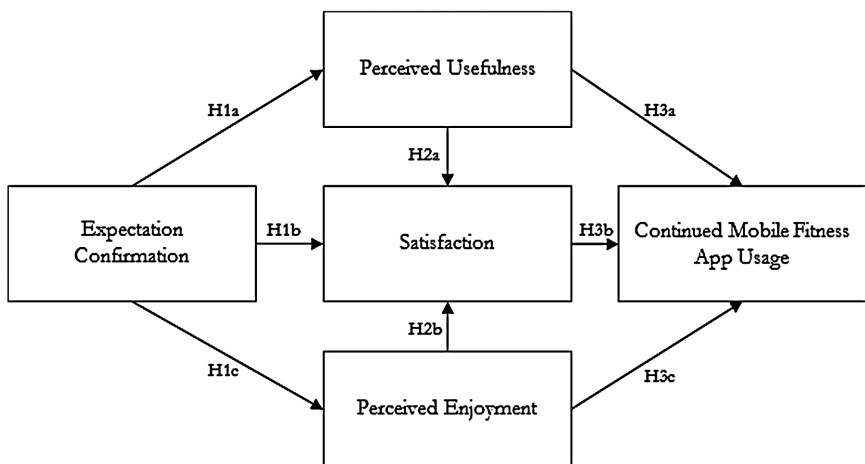 Perceived Usefulness
H1a
H3a
H2a
Expectation
Confirmation
H1b
Satisfaction
H3b
Continued Mobile Fitness
App Usage
H2b
H1c
H3c
Perceived Enjoyment